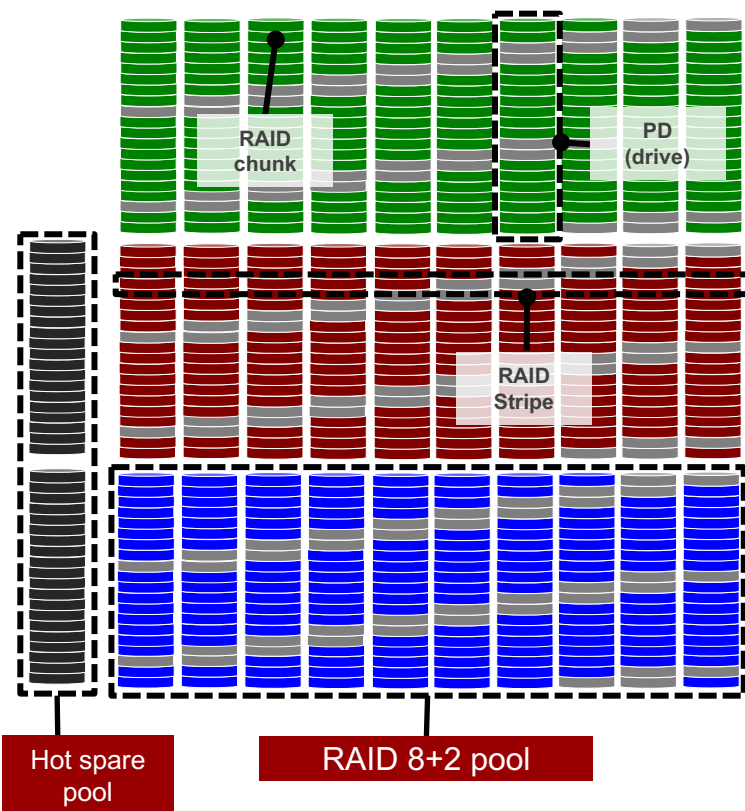 RAID
chunk
PD
(drive)
RAID
Stripe
Hot spare
pool
RAID 8+2 pool